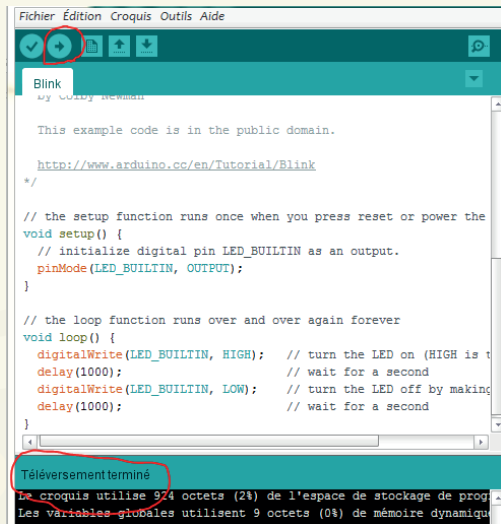 Fichier Édition Croquis Outils Aide
Blink
by Colby Newman
This example code is in the public domain.
http://www.arduino.cc/en/Tutorial/Blink
*/
// the setup function runs once when you press reset or power the
void setup() {
// initialize digital pin LED_BUILTIN as an output.
pinMode(LED_BUILTIN, OUTPUT);
}
// the loop function runs over and over again forever
void loop() {
digitalWrite(LED_BUILTIN, HIGH);   // turn the LED on (HIGH is t
delay(1000);                       // wait for a second
digitalWrite(LED_BUILTIN, LOW);    // turn the LED off by making
delay(1000);                       // wait for a second
}
Téléversement terminé
Le croquis utilise 924 octets (2%) de l'espace de stockage de prog
Les variables globales utilisent 9 octets (0%) de mémoire dynamique